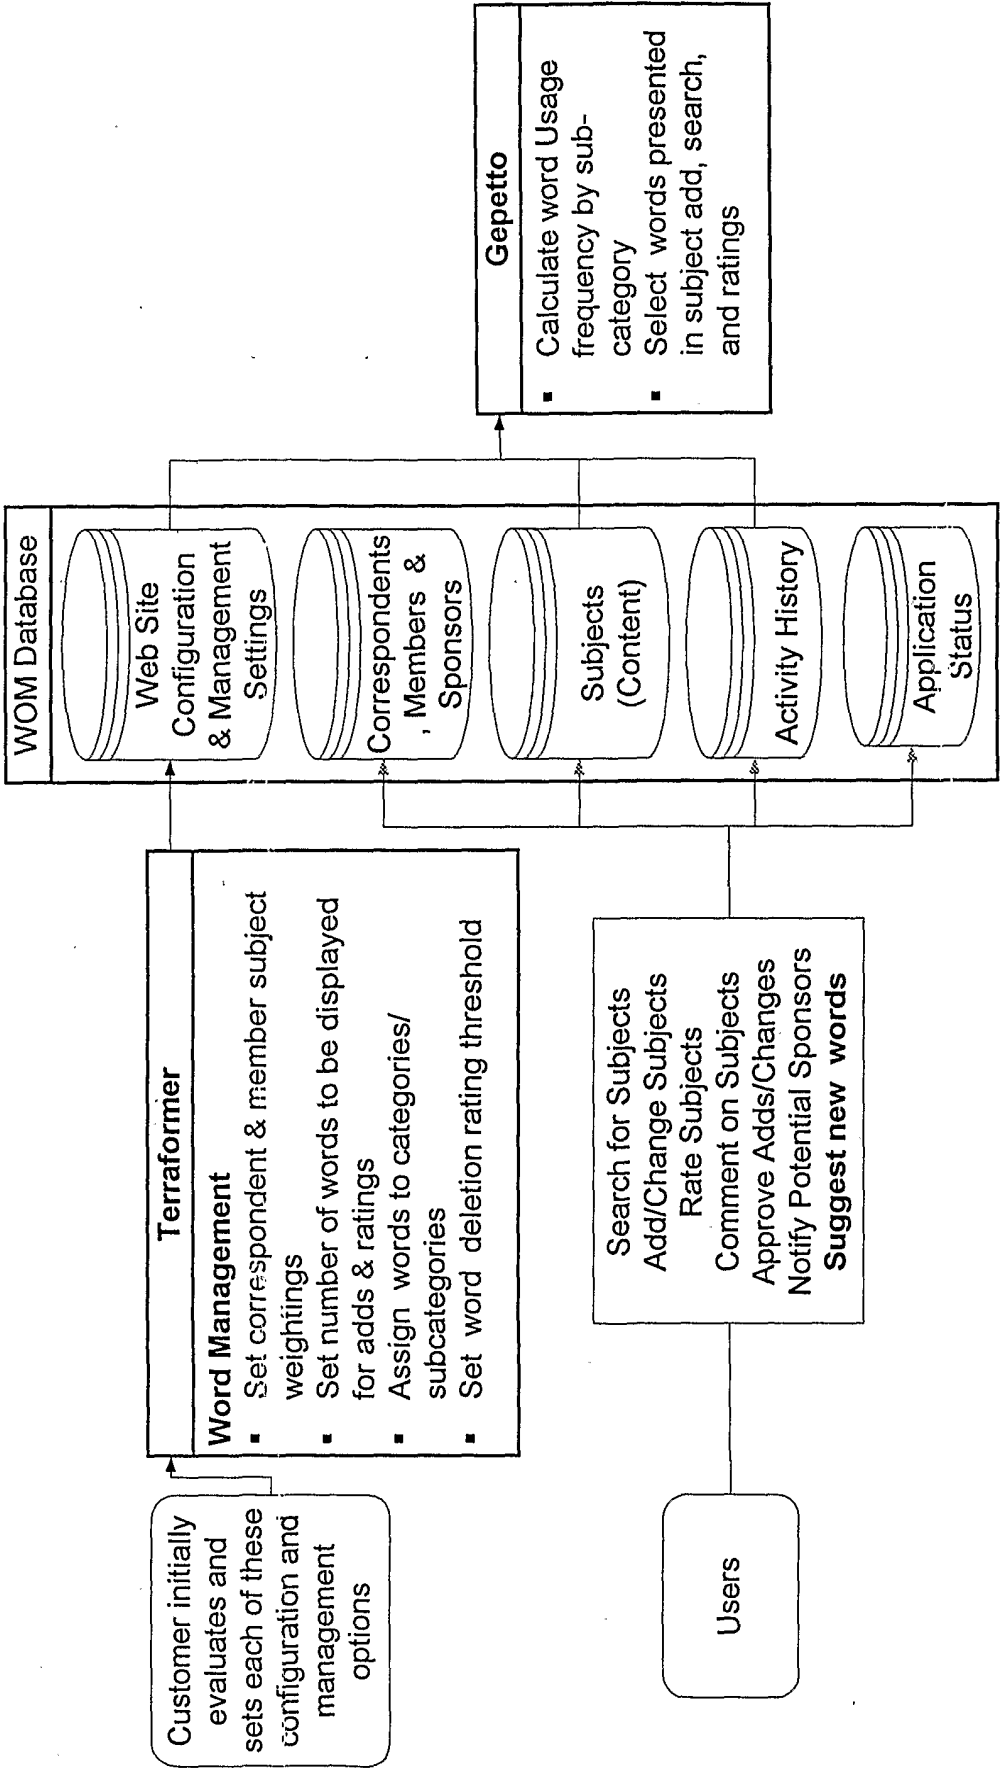 Customer initially
evaluates and
sets each of these
configuration and
management
options
Terraformer
Word Management
▪ Set correspondent & member subject
weightings
▪ Set number of words to be displayed
for adds & ratings
▪ Assign words to categories/
subcategories
▪ Set word deletion rating threshold
Users
Search for Subjects
Add/Change Subjects
Rate Subjects
Comment on Subjects
Approve Adds/Changes
Notify Potential Sponsors
Suggest new words
WOM Database
Web Site
Configuration
& Management
Settings
Correspondents
, Members &
Sponsors
Subjects
(Content)
Activity History
Application
Status
Gepetto
▪ Calculate word Usage
frequency by sub-
category
▪ Select words presented
in subject add, search,
and ratings